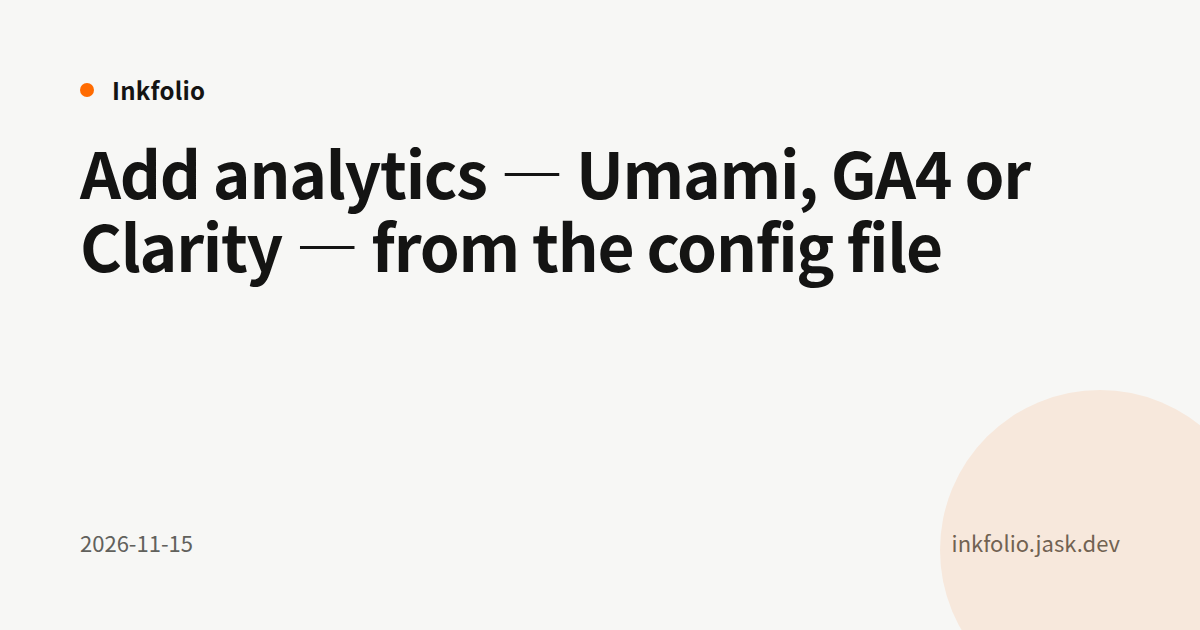 Inkfolio
Add analytics — Umami, GA4 or
Clarity — from the config file
2026-11-15
inkfolio.jask.dev